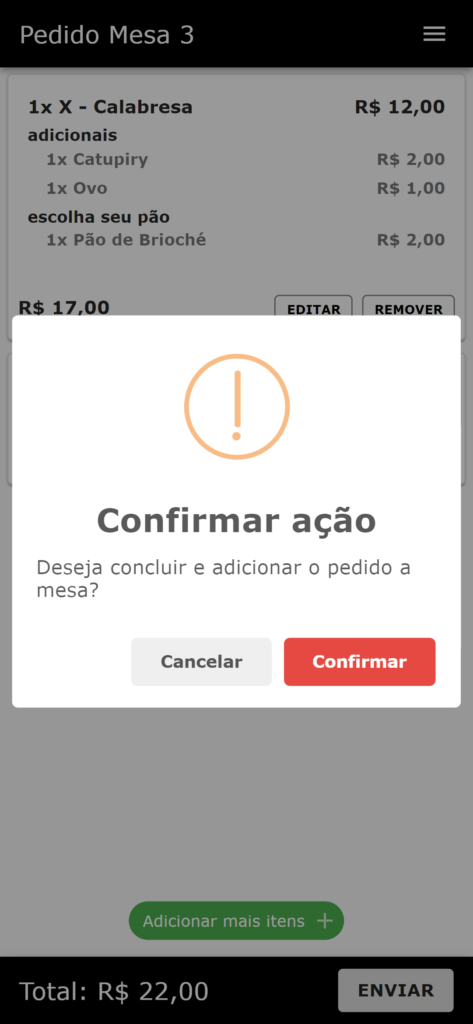 Pedido Mesa 3
1x X - Calabresa R$ 12,00
adicionais
1x Catupiry R$ 2,00
1x Ovo R$ 1,00
escolha seu pão
1x Pão de Brioché R$ 2,00
R$ 17,00 EDITAR REMOVER
Confirmar ação
Deseja concluir e adicionar o pedido a
mesa?
Cancelar Confirmar
Adicionar mais itens +
Total: R$ 22,00 ENVIAR